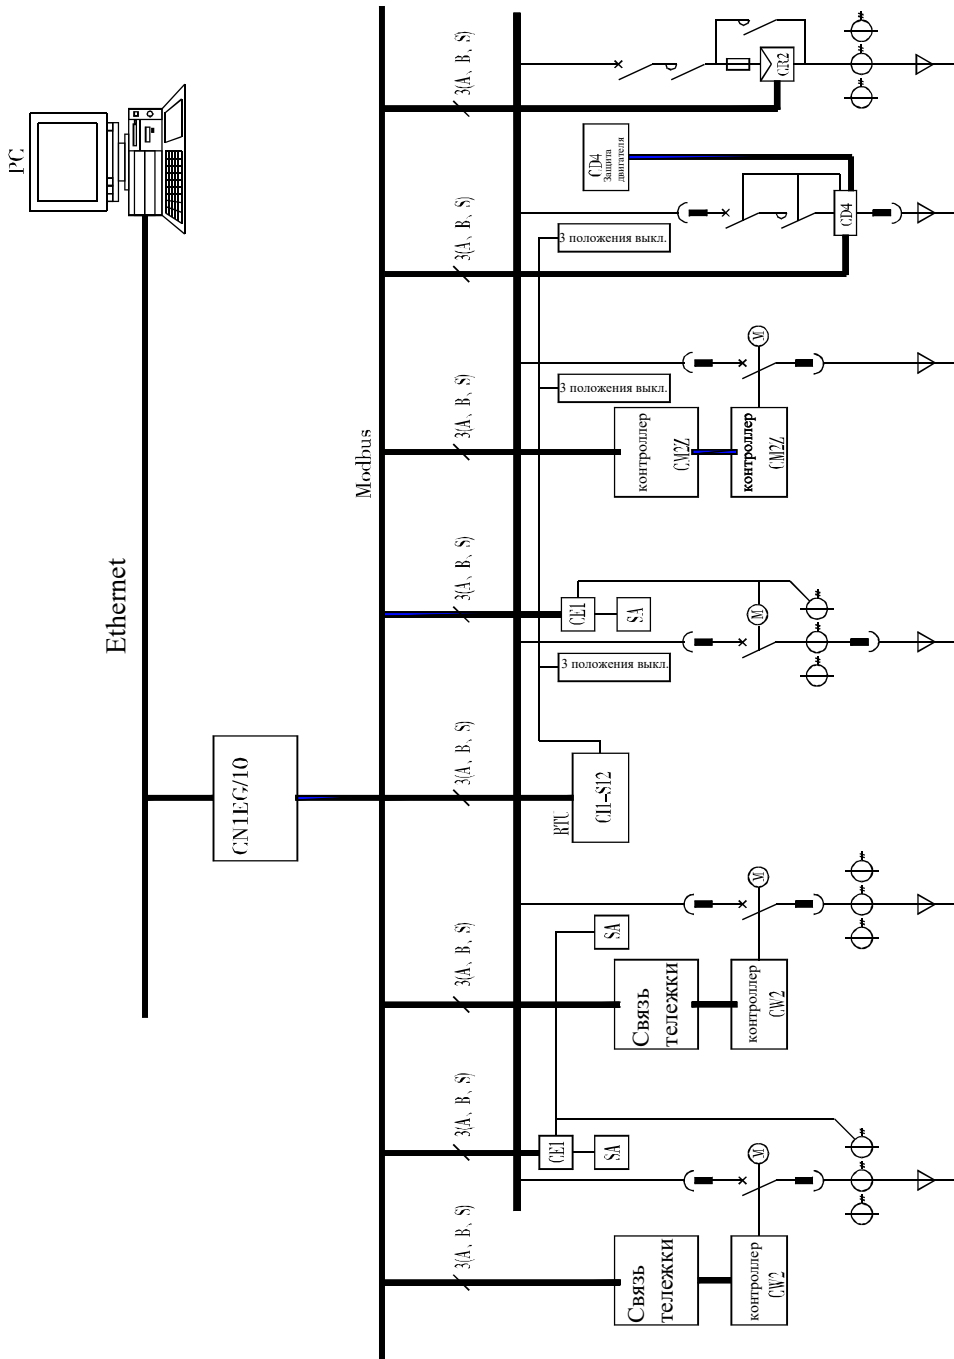 PC
Ethernet
CN1EG/10
Modbus
3(A、B、S)
3(A、B、S)
3(A、B、S)
3(A、B、S)
3(A、B、S)
3(A、B、S)
3(A、B、S)
3(A、B、S)
Связь
тележки
контроллер
CW2
M
CE1
SA
Связь
тележки
контроллер
CW2
M
SA
RTU
CI1-S12
3 положения выкл.
CE1
SA
M
3 положения выкл.
контроллер
CM2Z
контроллер
CM2Z
M
3 положения выкл.
CD4
Защита
двигателя
CD4
CR2